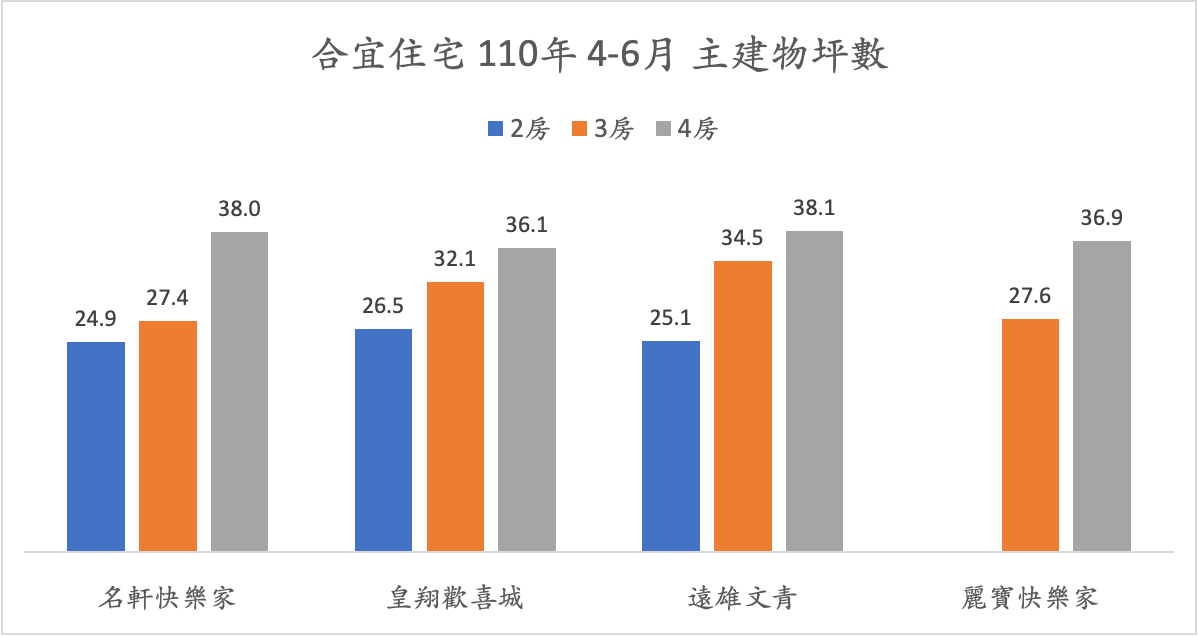 合宜住宅 110年 4-6月 主建物坪數
2房 3房 4房
24.9 27.4 38.0 26.5 32.1 36.1 25.1 34.5 38.1 27.6 36.9
名軒快樂家 皇翔歡喜城 遠雄文青 麗寶快樂家